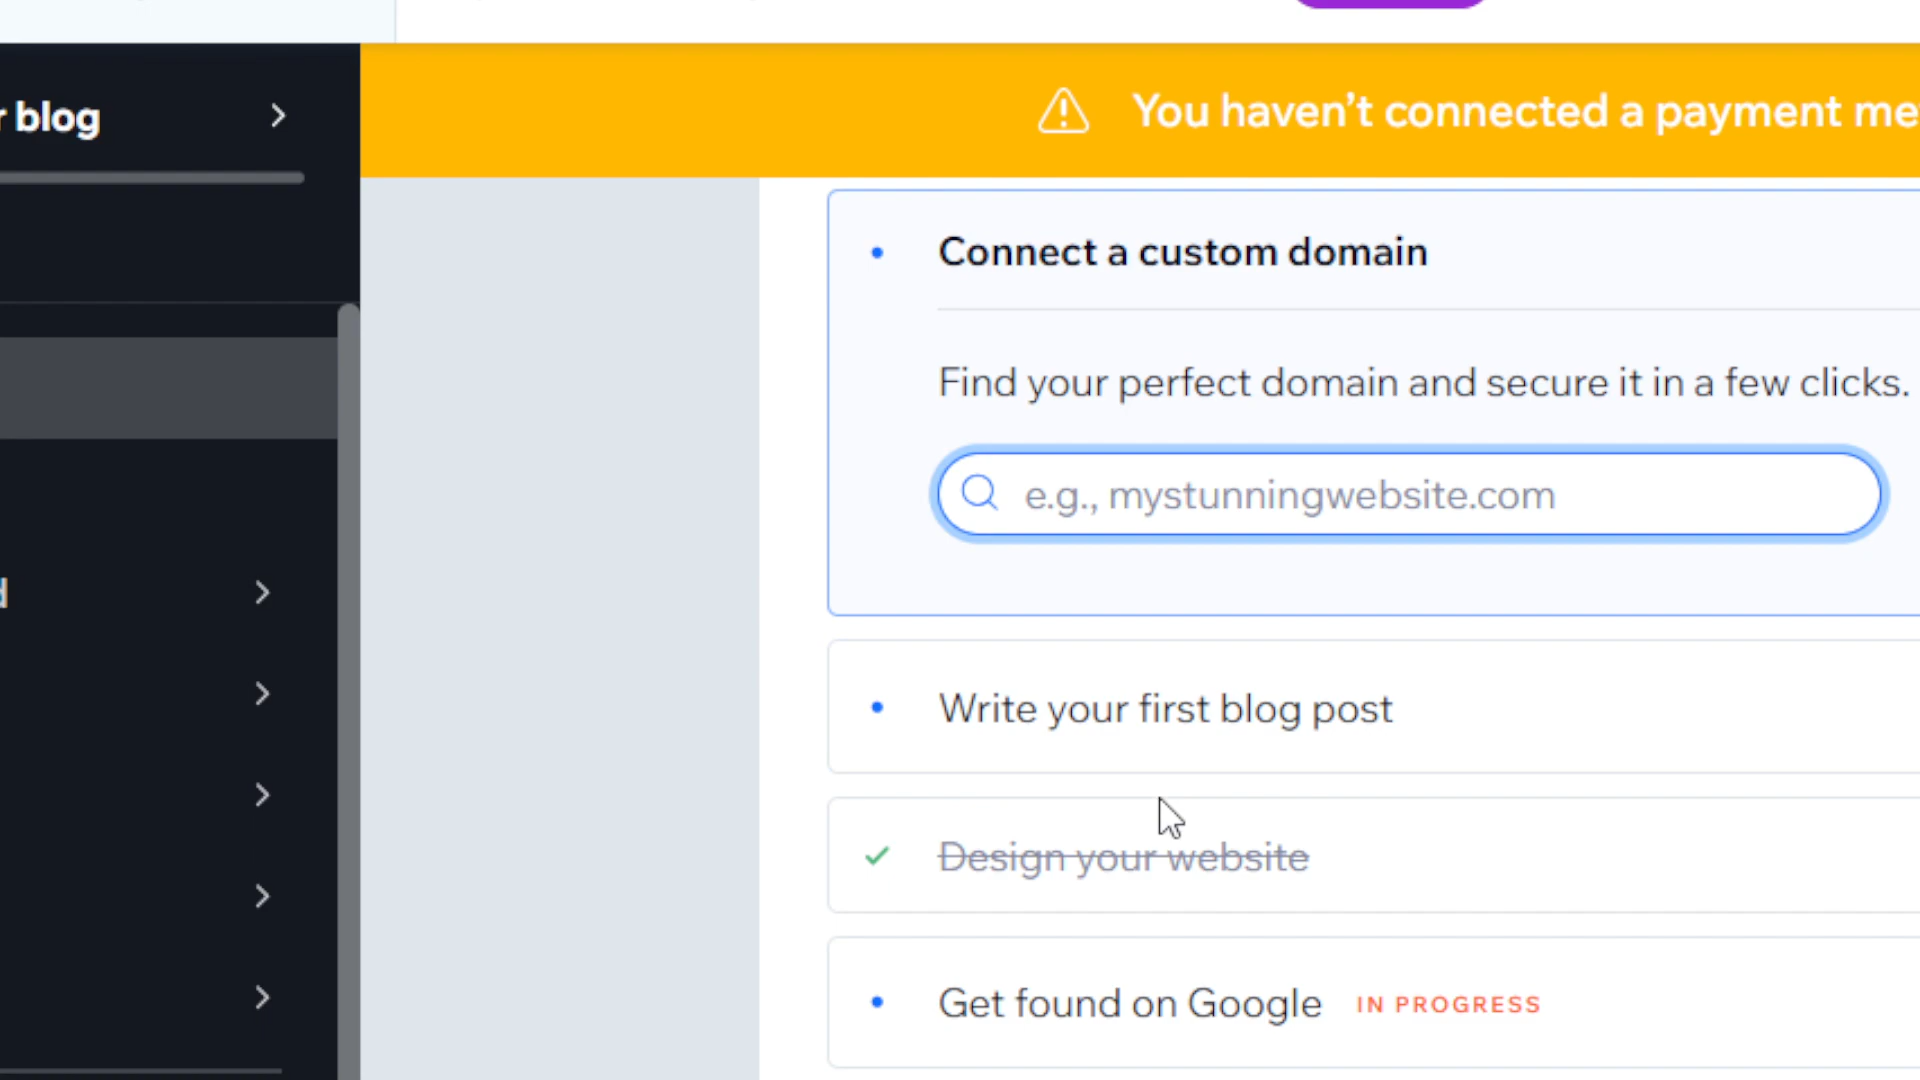 blog
You haven't connected a payment
Connect a custom domain
Find your perfect domain and secure it in a few clicks.
e.g., mystunningwebsite.com
Write your first blog post
Design your website
Get found on Google IN PROGRESS